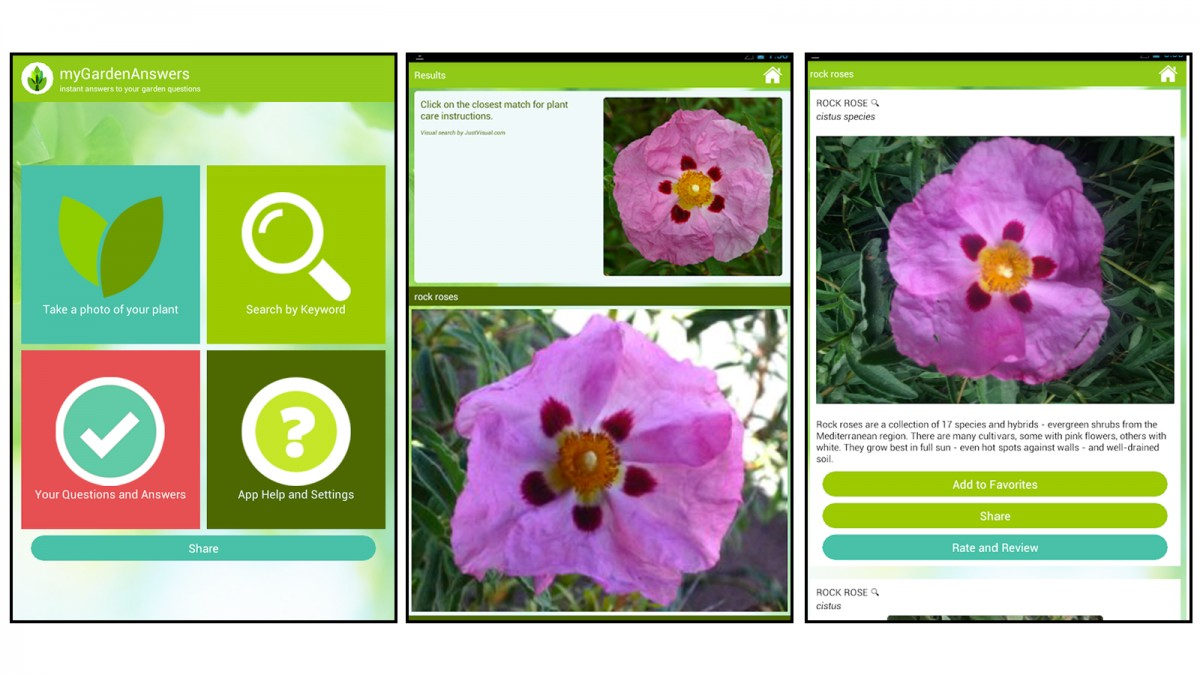 myGardenAnswers
instant answers to your garden questions
Take a photo of your plant
Search by Keyword
Your Questions and Answers
App Help and Settings
Share
Results
Click on the closest match for plant
care instructions.
Visual search by JustVisual.com
rock roses
rock roses
ROCK ROSE
cistus species
Rock roses are a collection of 17 species and hybrids - evergreen shrubs from the
Mediterranean region. There are many cultivars, some with pink flowers, others with
white. They grow best in full sun - even hot spots against walls - and well-drained
soil.
Add to Favorites
Share
Rate and Review
ROCK ROSE
cistus